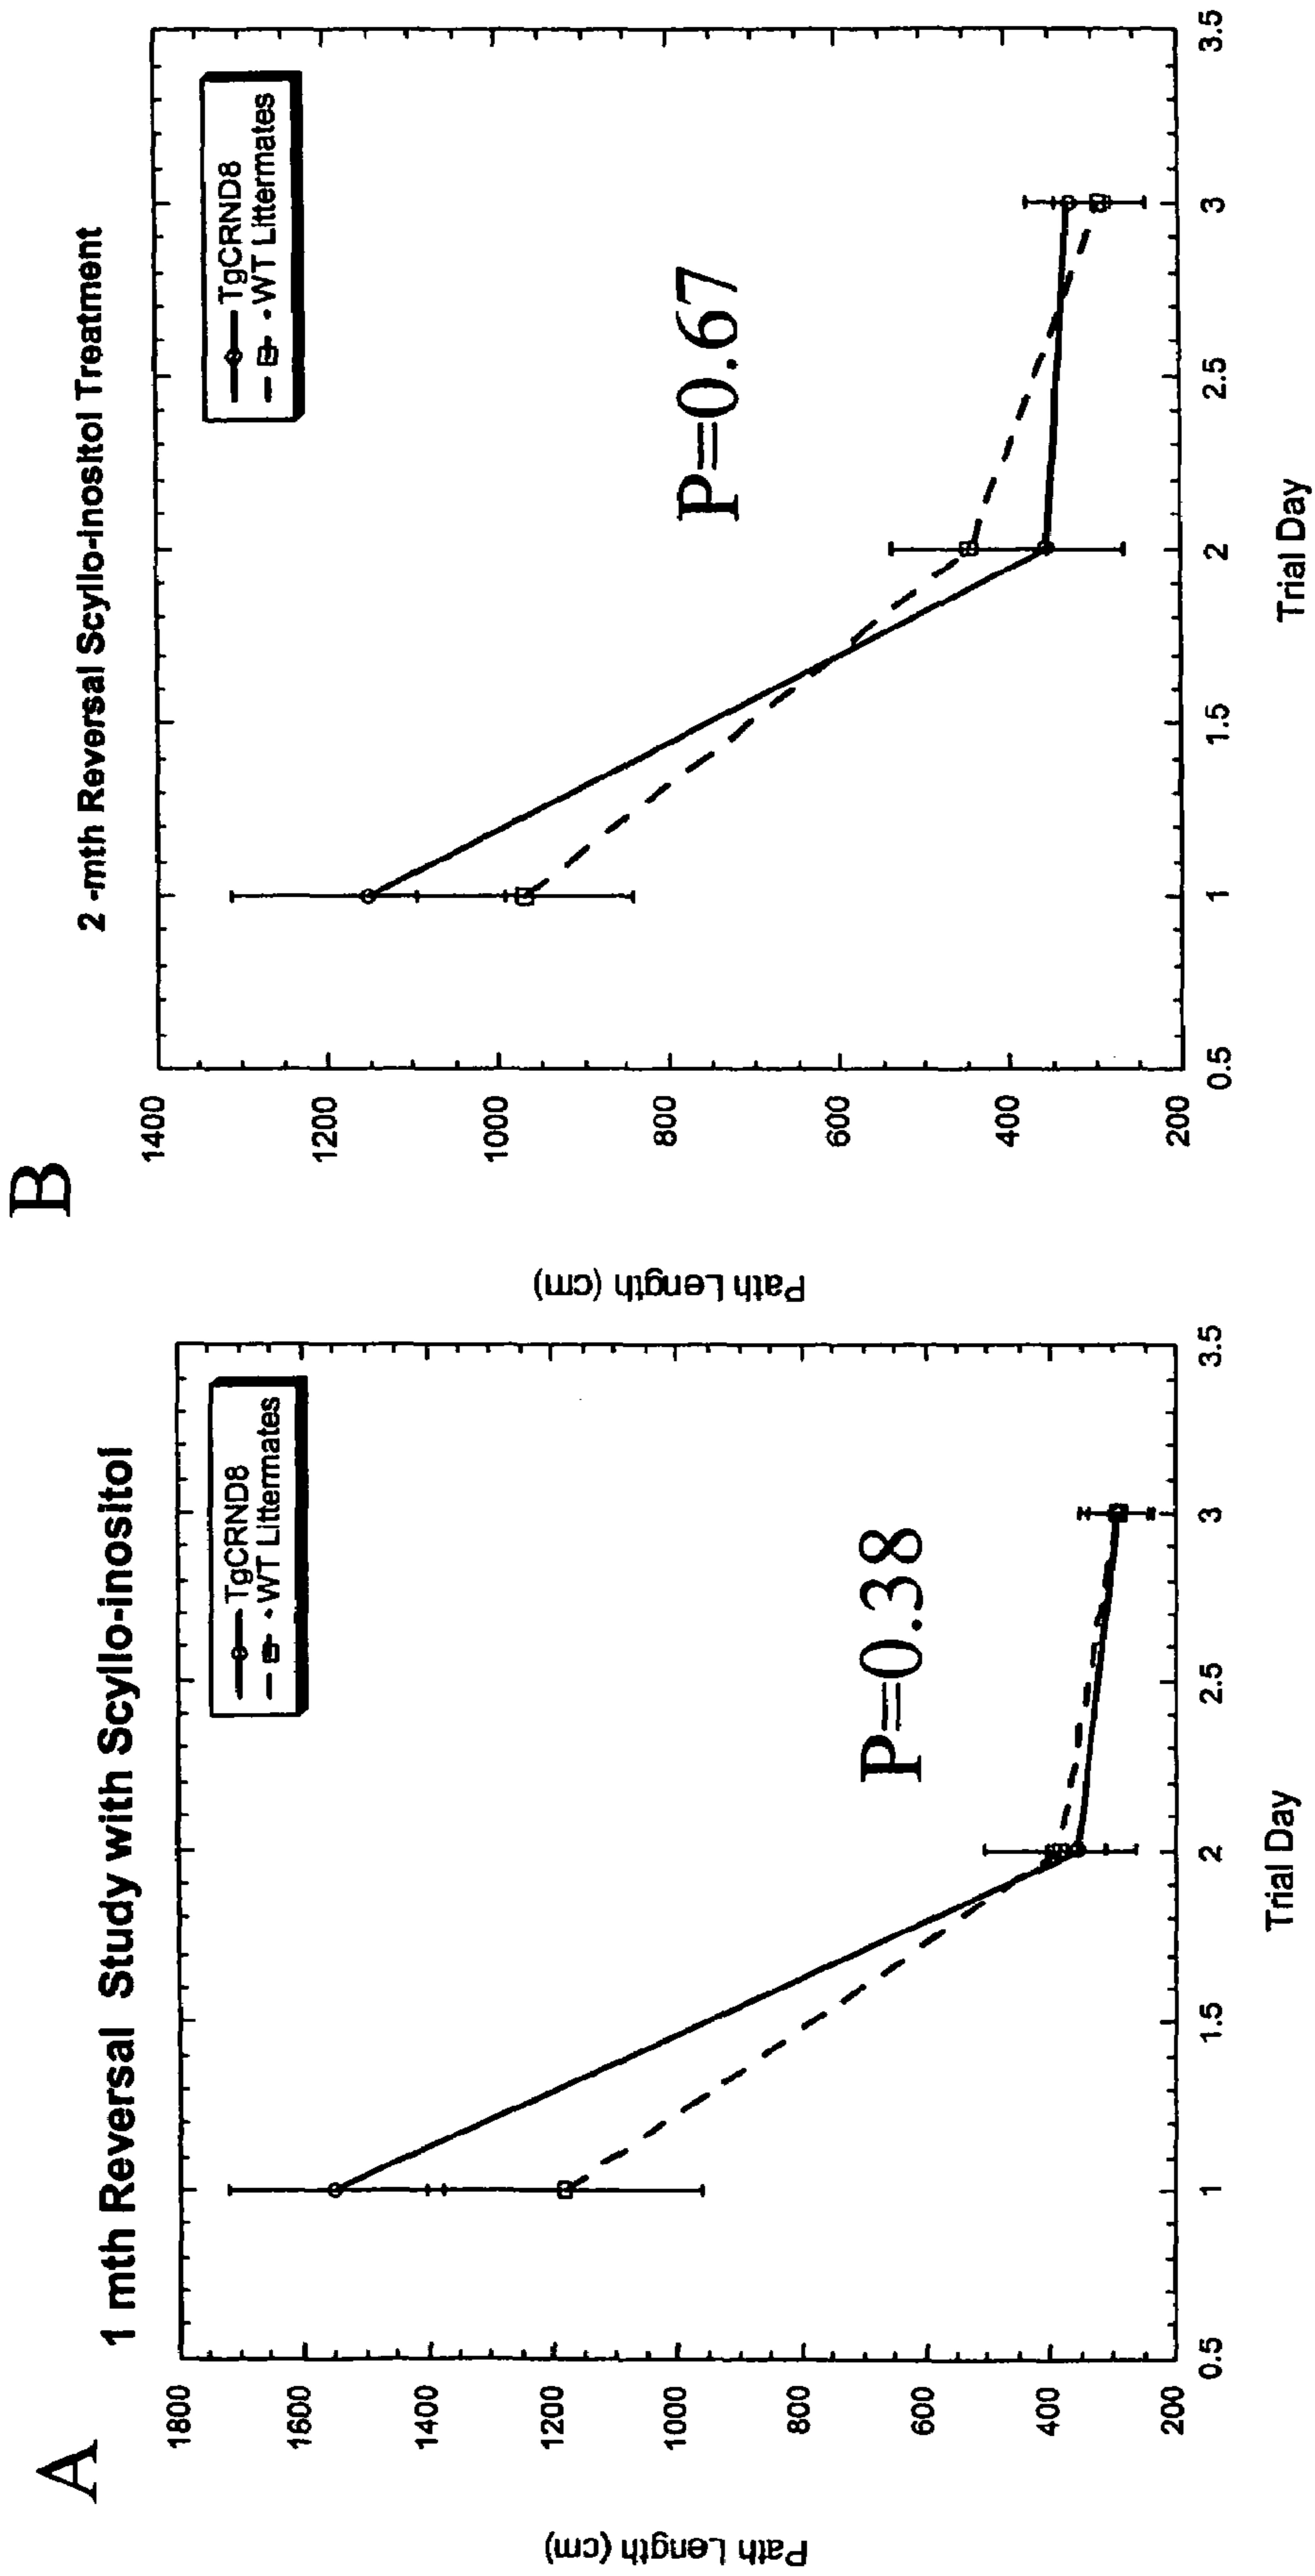 A
1 mth Reversal Study with Scyllo-inositol
TgCRND8
WT Littermates
P=0.38
Path Length (cm)
1800
1600
1400
1200
1000
800
600
400
200
0.5
1
1.5
2
2.5
3
3.5
Trial Day
B
2 -mth Reversal Scyllo-inositol Treatment
TgCRND8
WT Littermates
P=0.67
Path Length (cm)
1400
1200
1000
800
600
400
200
0.5
1
1.5
2
2.5
3
3.5
Trial Day